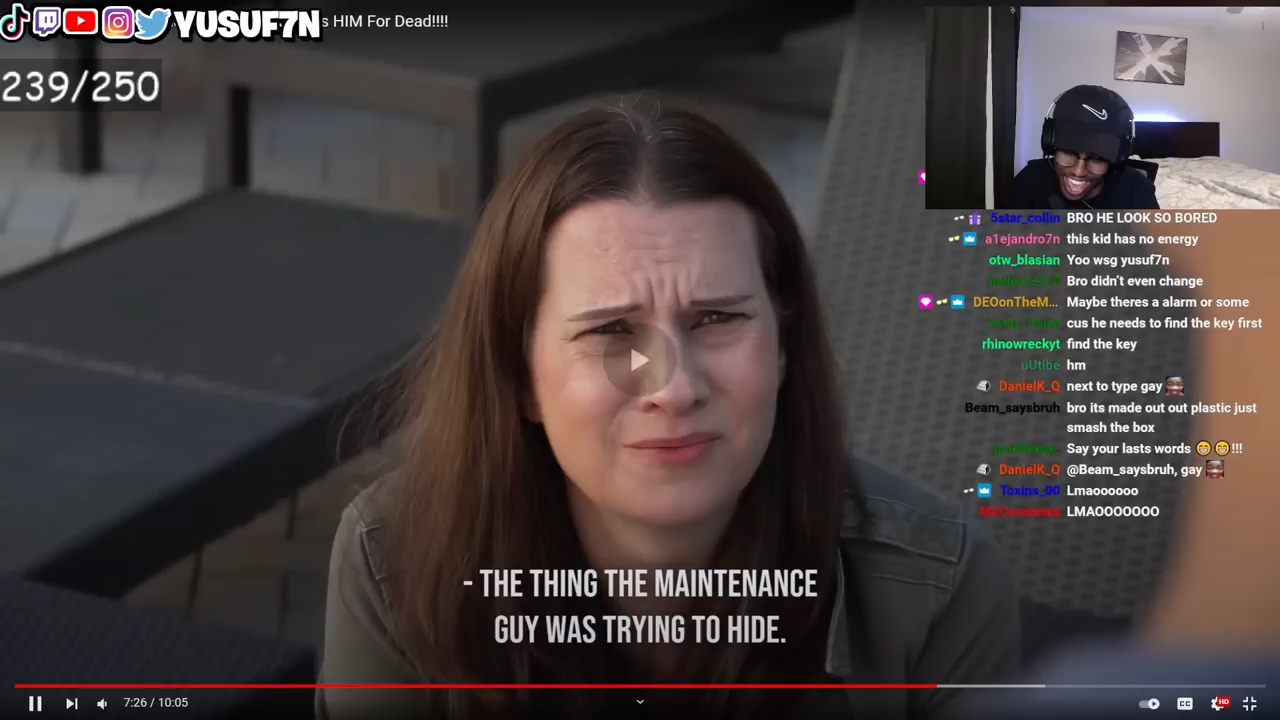 YUSUF7N
s HIM For Dead!!!!
239/250
5star_collin BRO HE LOOK SO BORED
a1ejandro7n this kid has no energy
otw_blasian Yoo wsg yusuf7n
Bro didn't even change
DEOonTheM... Maybe theres a alarm or some
cus he needs to find the key first
rhinowreckyt find the key
uUtibe hm
DanielK_Q next to type gay
Beam_saysbruh bro its made out out plastic just
smash the box
Say your lasts words 😁😁!!!
DanielK_Q @Beam_saysbruh, gay
Toxins_00 Lmaoooooo
LMAOOOOOOO
- THE THING THE MAINTENANCE
GUY WAS TRYING TO HIDE.
7:26 / 10:05
CC
HD